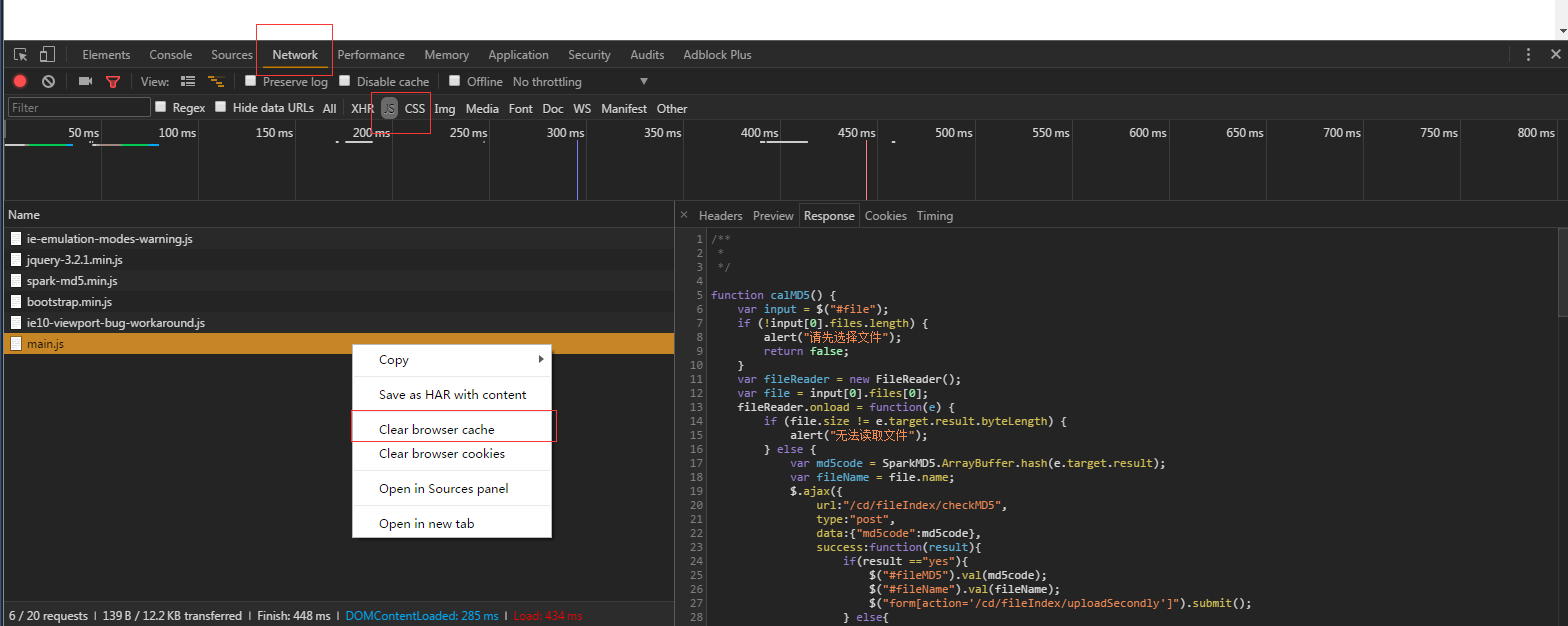 Elements Console Sources Network Performance Memory Application Security Audits Adblock Plus
View: Preserve log Disable cache Offline No throttling
Filter Regex Hide data URLs All XHR JS CSS Img Media Font Doc WS Manifest Other
50 ms 100 ms 150 ms 200 ms 250 ms 300 ms 350 ms 400 ms 450 ms 500 ms 550 ms 600 ms 650 ms 700 ms 750 ms 800 ms
Name
ie-emulation-modes-warning.js
jquery-3.2.1.min.js
spark-md5.min.js
bootstrap.min.js
ie10-viewport-bug-workaround.js
main.js
Copy
Save as HAR with content
Clear browser cache
Clear browser cookies
Open in Sources panel
Open in new tab
6 / 20 requests | 139 B / 12.2 KB transferred | Finish: 448 ms | DOMContentLoaded: 285 ms | Load: 434 ms
× Headers Preview Response Cookies Timing
1 /**
2  *
3  */
4
5 function calMD5() {
6     var input = $("#file");
7     if (!input[0].files.length) {
8         alert("请先选择文件");
9         return false;
10     }
11     var fileReader = new FileReader();
12     var file = input[0].files[0];
13     fileReader.onload = function(e) {
14         if (file.size != e.target.result.byteLength) {
15             alert("无法读取文件");
16         } else {
17             var md5code = SparkMD5.ArrayBuffer.hash(e.target.result);
18             var fileName = file.name;
19             $.ajax({
20                 url:"/cd/fileIndex/checkMD5",
21                 type:"post",
22                 data:{"md5code":md5code},
23                 success:function(result){
24                     if(result =="yes"){
25                         $("#fileMD5").val(md5code);
26                         $("#fileName").val(fileName);
27                         $("form[action='/cd/fileIndex/uploadSecondly']").submit();
28                     } else{